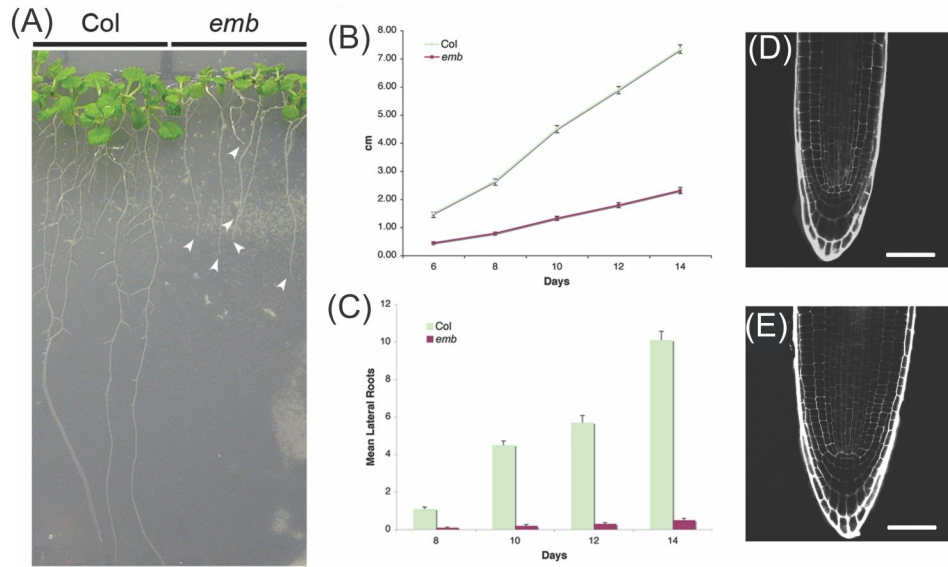 (A)
Col emb
(B)
8.00
7.00
6.00
5.00
4.00
3.00
2.00
1.00
0.00
cm
Col
emb
6 8 10 12 14
Days
(C)
12
10
8
6
4
2
0
Mean Lateral Roots
Col
emb
8 10 12 14
Days
(D)
(E)